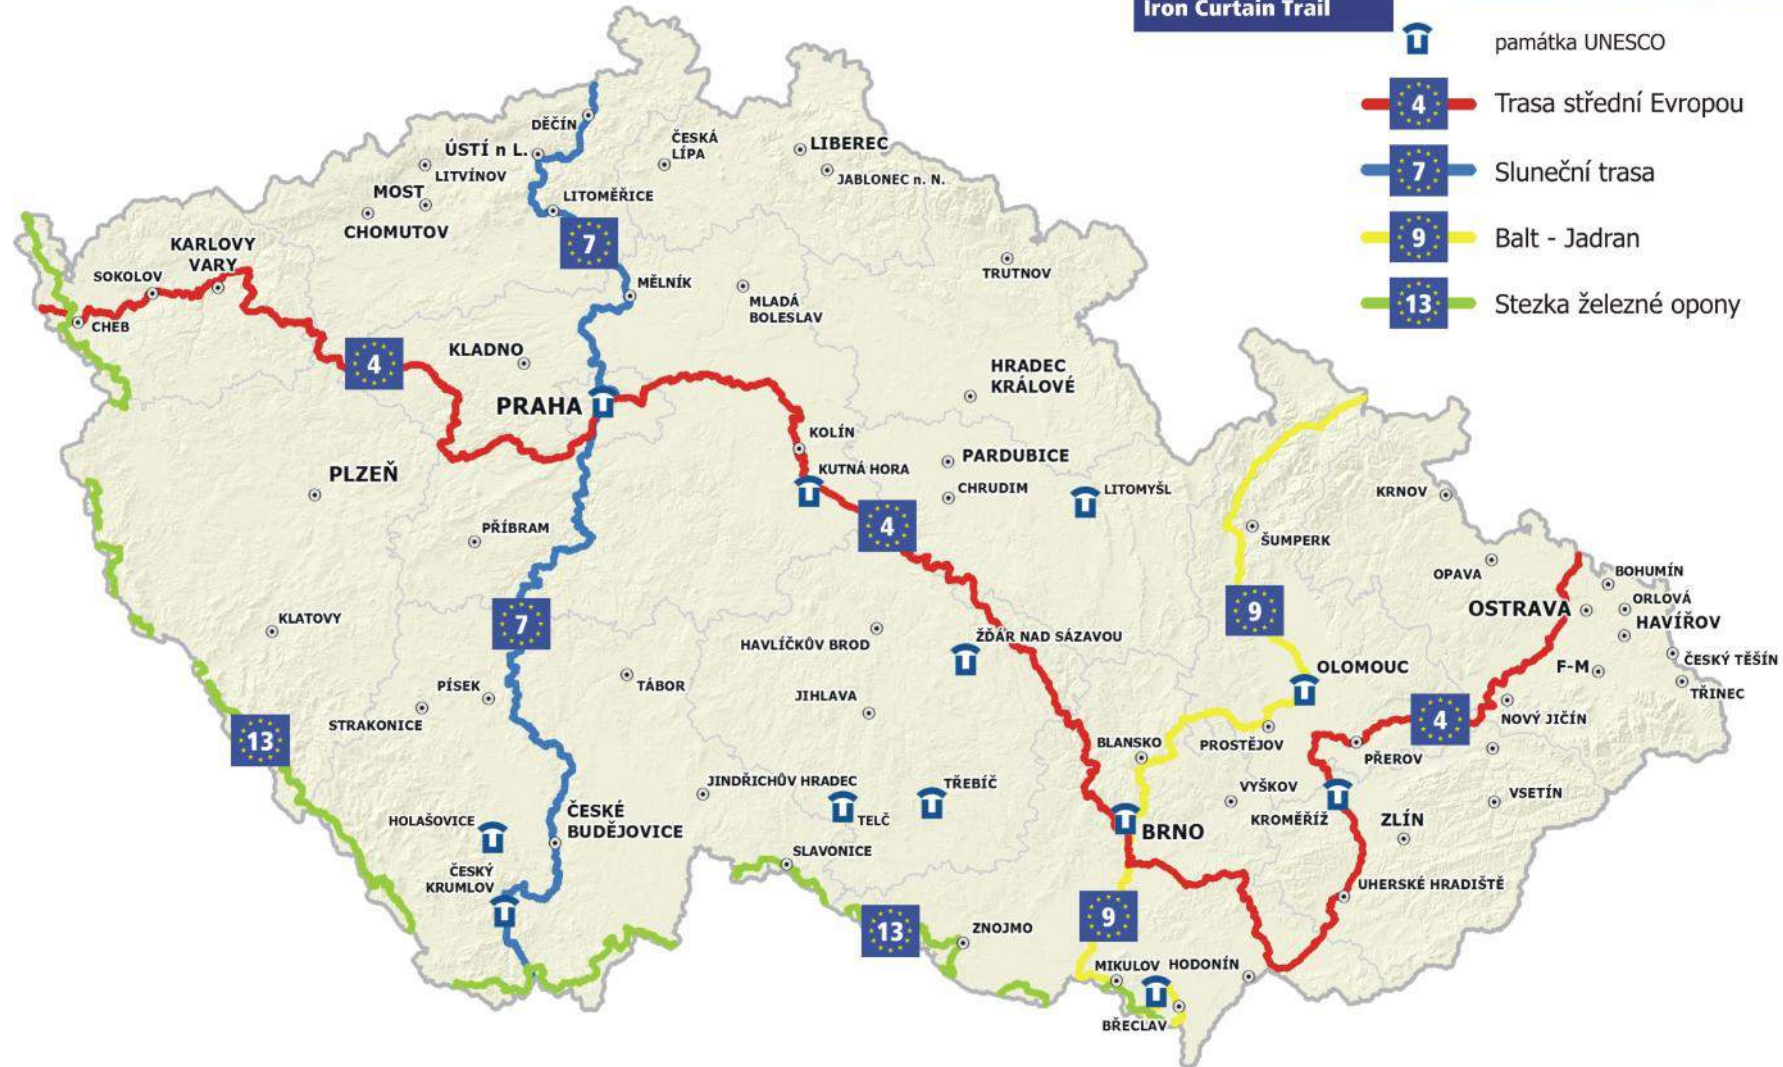 Iron Curtain Trail
památka UNESCO
4 Trasa střední Evropou
7 Sluneční trasa
9 Balt - Jadran
13 Stezka železné opony
DĚČÍN
ÚSTÍ n L.
ČESKÁ
LÍPA
LIBEREC
JABLONEC n. N.
LITVÍNOV
MOST
CHOMUTOV
LITOMĚŘICE
7
KARLOVY
VARY
SOKOLOV
CHEB
MĚLNÍK
MLADÁ
BOLESLAV
TRUTNOV
4
KLADNO
PRAHA
HRADEC
KRÁLOVÉ
KOLÍN
KUTNÁ HORA
PARDUBICE
CHRUDIM
LITOMYŠL
PLZEŇ
PŘÍBRAM
4
KRNOV
ŠUMPERK
OPAVA
BOHUMÍN
ORLOVÁ
OSTRAVA
HAVÍŘOV
ČESKÝ TĚŠÍN
F-M
TŘINEC
9
KLATOVY
7
HAVLÍČKŮV BROD
ŽĎÁR NAD SÁZAVOU
OLOMOUC
PÍSEK
TÁBOR
JIHLAVA
STRAKONICE
4
NOVÝ JIČÍN
13
BLANSKO
PROSTĚJOV
PŘEROV
JINDŘICHŮV HRADEC
TŘEBÍČ
VYŠKOV
VSETÍN
HOLAŠOVICE
ČESKÉ
BUDĚJOVICE
TELČ
BRNO
KROMĚŘÍŽ
ZLÍN
ČESKÝ
KRUMLOV
SLAVONICE
UHERSKÉ HRADIŠTĚ
13
ZNOJMO
9
MIKULOV
HODONÍN
BŘECLAV